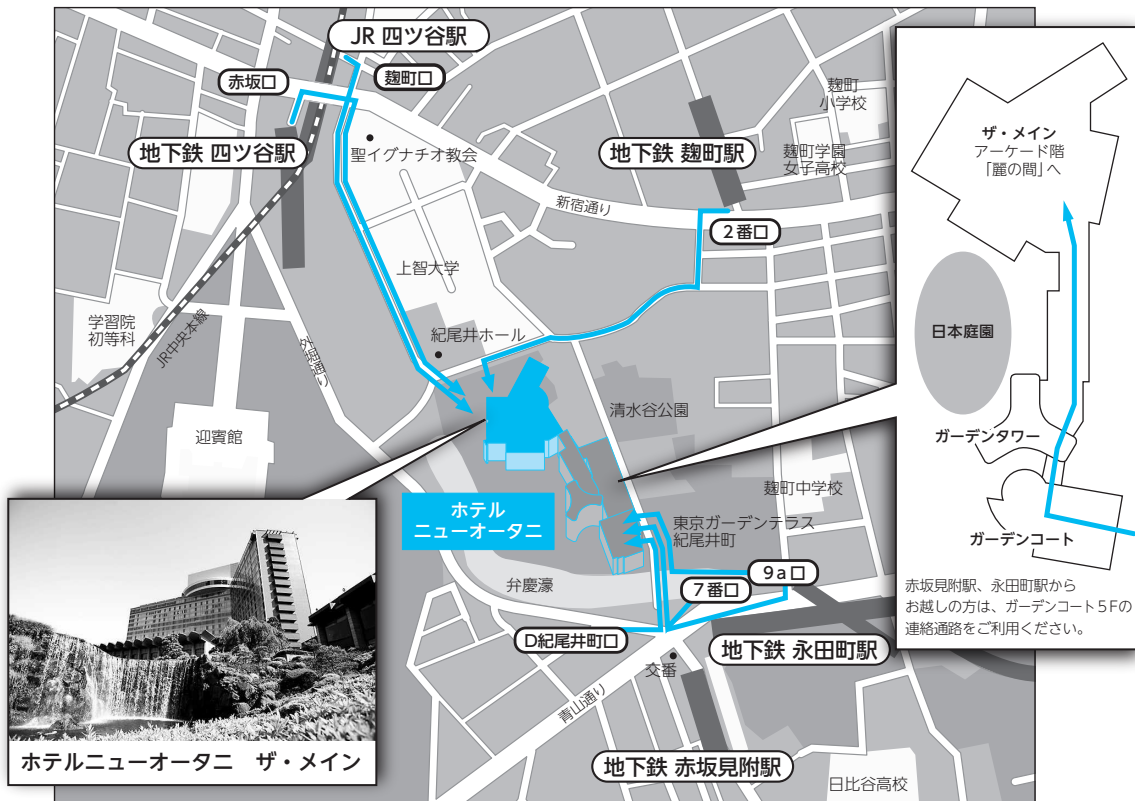 JR 四ツ谷駅
赤坂口
麹町口
地下鉄 四ツ谷駅
聖イグナチオ教会
地下鉄 麹町駅
麹町
小学校
麹町学園
女子高校
新宿通り
2番口
上智大学
学習院
初等科
JR中央本線
外堀通り
紀尾井ホール
清水谷公園
迎賓館
ホテル
ニューオータニ
麹町中学校
東京ガーデンテラス
紀尾井町
弁慶濠
9a口
7番口
D紀尾井町口
地下鉄 永田町駅
交番
青山通り
地下鉄 赤坂見附駅
日比谷高校
ホテルニューオータニ ザ・メイン
ザ・メイン
アーケード階
「麗の間」へ
日本庭園
ガーデンタワー
ガーデンコート
赤坂見附駅、永田町駅から
お越しの方は、ガーデンコート5Fの
連絡通路をご利用ください。